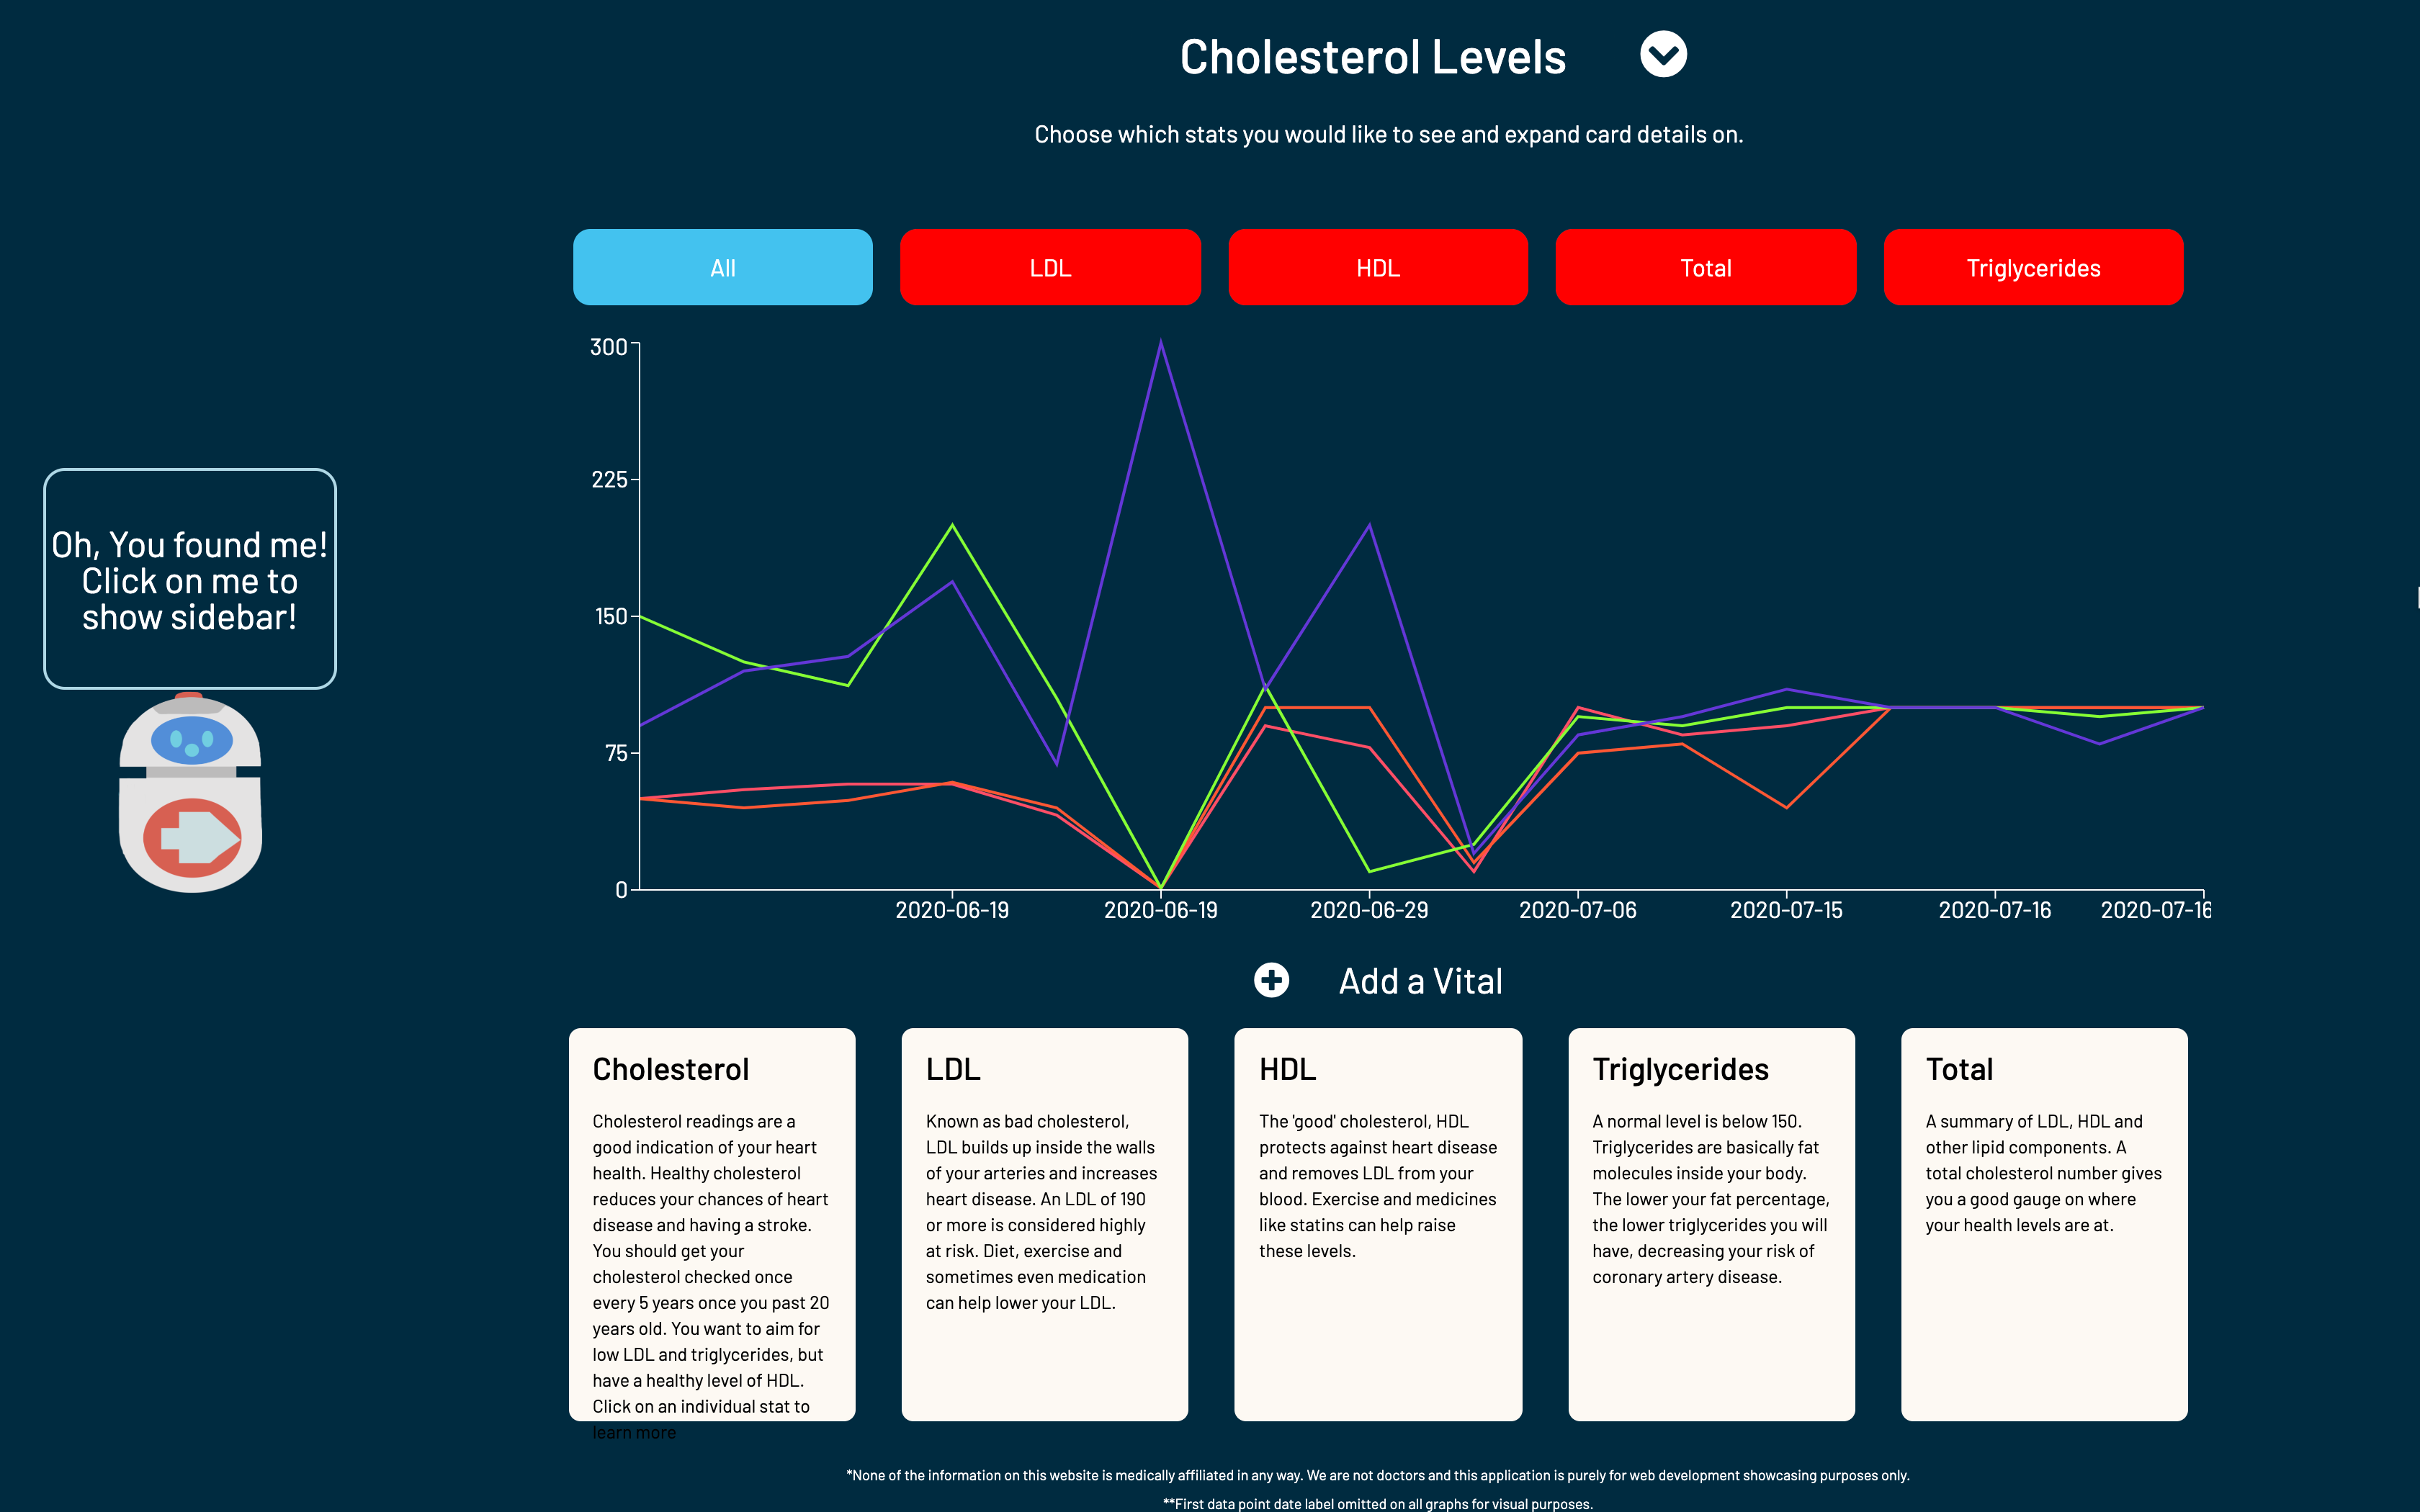 Cholesterol Levels
Choose which stats you would like to see and expand card details on.
All
LDL
HDL
Total
Triglycerides
300
225
150
75
0
2020-06-19
2020-06-19
2020-06-29
2020-07-06
2020-07-15
2020-07-16
2020-07-16
Oh, You found me!
Click on me to
show sidebar!
Add a Vital
Cholesterol
Cholesterol readings are a
good indication of your heart
health. Healthy cholesterol
reduces your chances of heart
disease and having a stroke.
You should get your
cholesterol checked once
every 5 years once you past 20
years old. You want to aim for
low LDL and triglycerides, but
have a healthy level of HDL.
Click on an individual stat to
learn more
LDL
Known as bad cholesterol,
LDL builds up inside the walls
of your arteries and increases
heart disease. An LDL of 190
or more is considered highly
at risk. Diet, exercise and
sometimes even medication
can help lower your LDL.
HDL
The 'good' cholesterol, HDL
protects against heart disease
and removes LDL from your
blood. Exercise and medicines
like statins can help raise
these levels.
Triglycerides
A normal level is below 150.
Triglycerides are basically fat
molecules inside your body.
The lower your fat percentage,
the lower triglycerides you will
have, decreasing your risk of
coronary artery disease.
Total
A summary of LDL, HDL and
other lipid components. A
total cholesterol number gives
you a good gauge on where
your health levels are at.
*None of the information on this website is medically affiliated in any way. We are not doctors and this application is purely for web development showcasing purposes only.
**First data point date label omitted on all graphs for visual purposes.